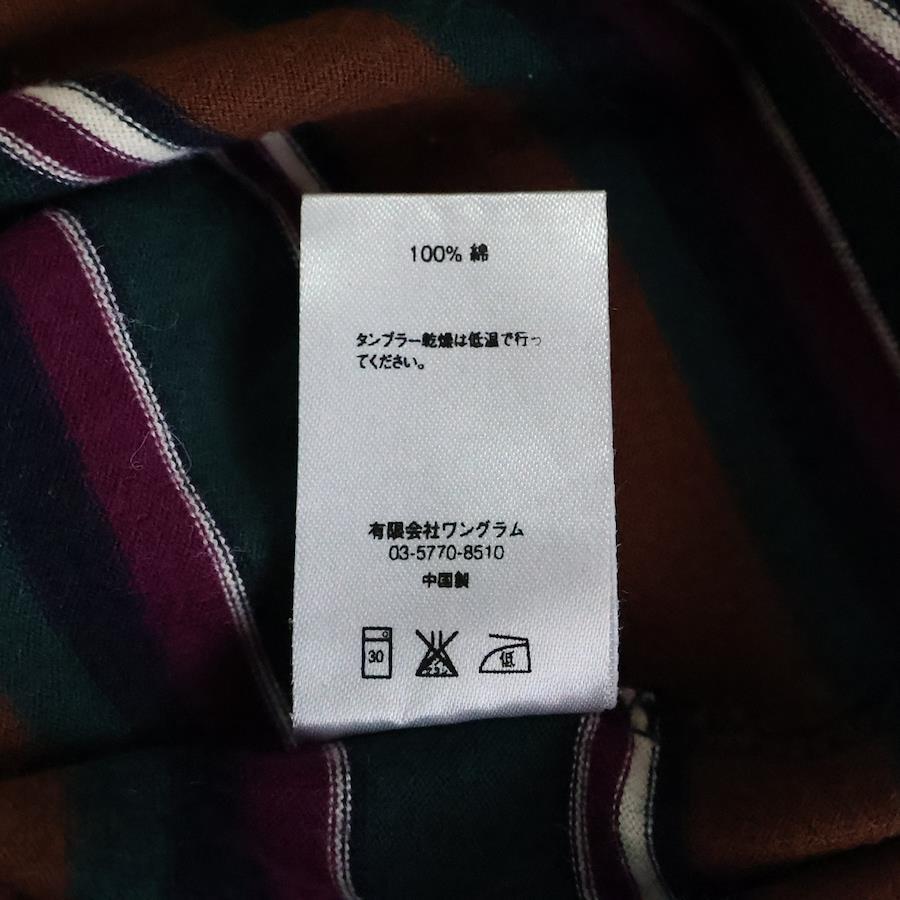 100% 綿
タンブラー乾燥は低温で行っ
てください。
有限会社ワングラム
03-5770-8510
中国製
30
低